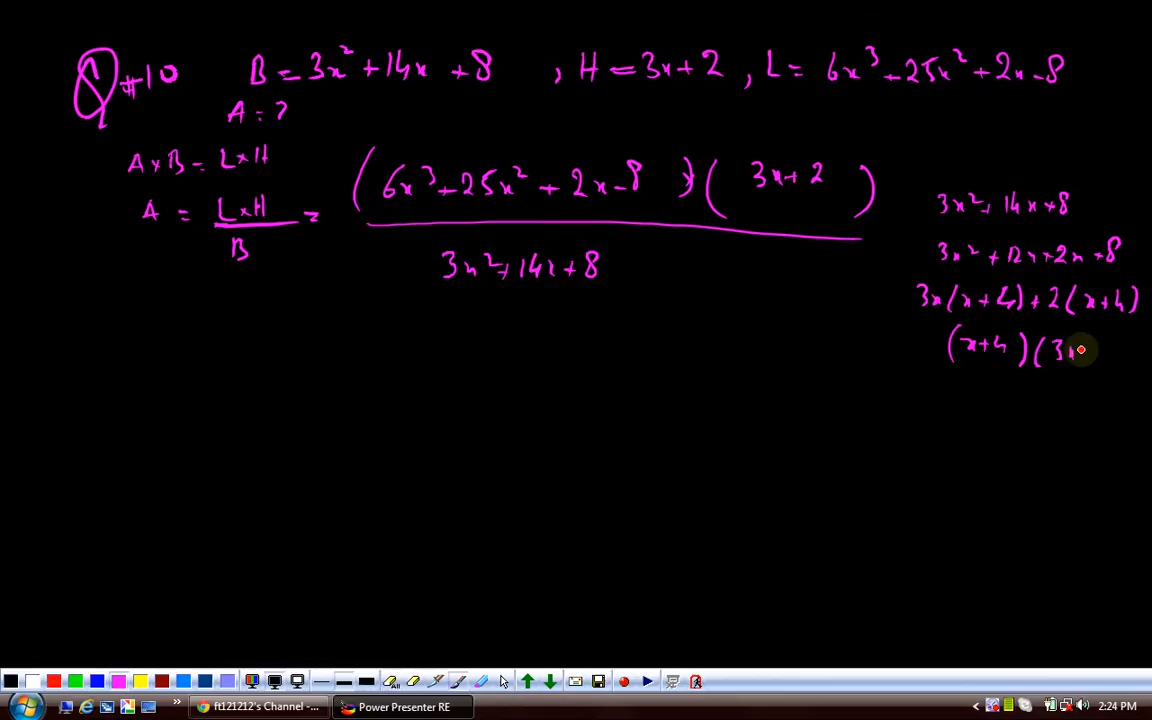 Q #10 B = 3x² + 14x + 8 , H = 3x + 2 , L = 6x³ + 25x² + 2x - 8
A = ?
A × B = L × H
A = L×H / B = (6x³ + 25x² + 2x - 8)(3x + 2) / 3x² + 14x + 8
3x² + 14x + 8
3x² + 12x + 2x + 8
3x(x + 4) + 2(x + 4)
(x + 4)(3x
ft121212's Channel -...
Power Presenter RE
2:24 PM